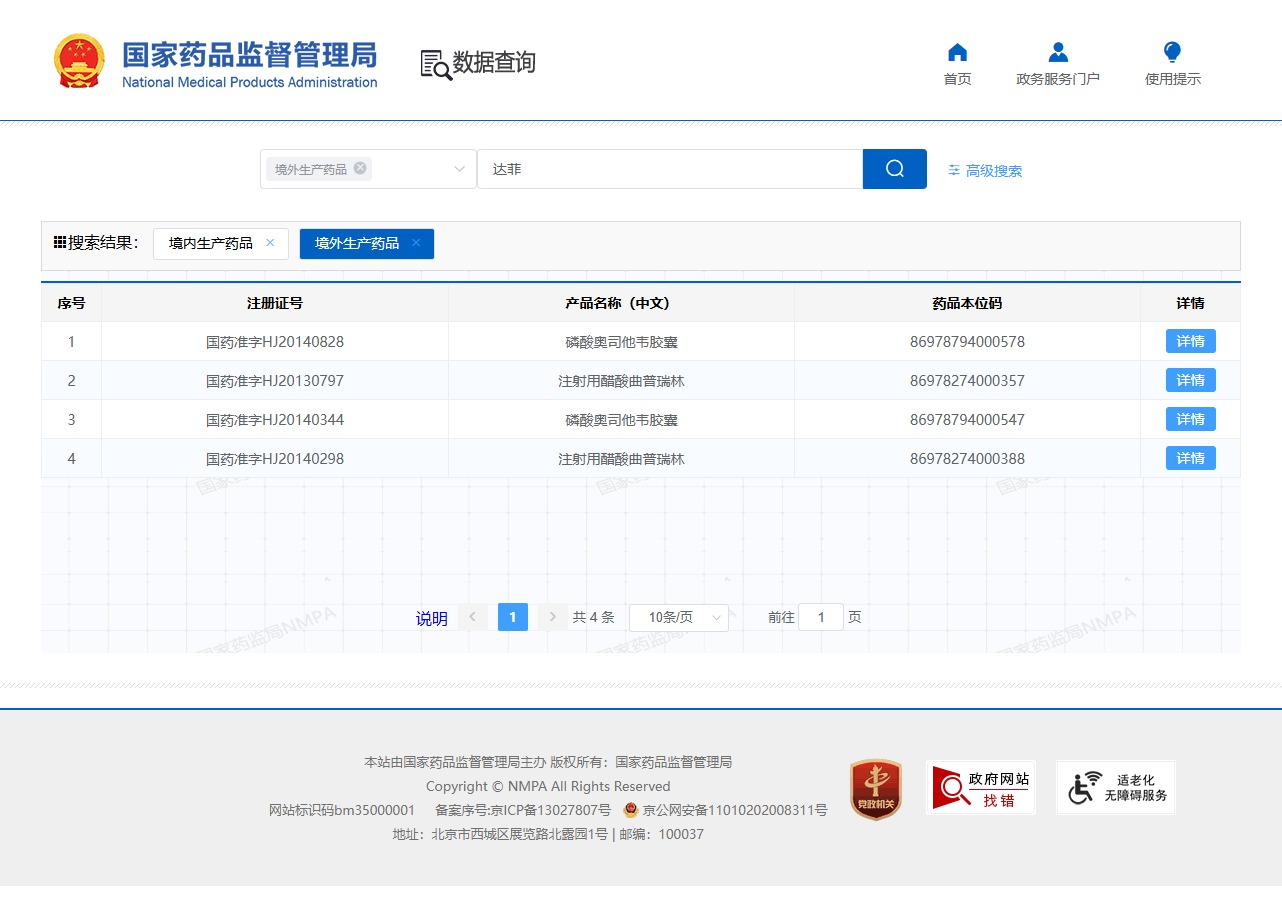 国家药品监督管理局
National Medical Products Administration
数据查询
首页
政务服务门户
使用提示
境外生产药品
达菲
高级搜索
搜索结果：
境内生产药品 ×
境外生产药品 ×
序号 注册证号 产品名称（中文） 药品本位码 详情
1 国药准字HJ20140828 磷酸奥司他韦胶囊 86978794000578 详情
2 国药准字HJ20130797 注射用醋酸曲普瑞林 86978274000357 详情
3 国药准字HJ20140344 磷酸奥司他韦胶囊 86978794000547 详情
4 国药准字HJ20140298 注射用醋酸曲普瑞林 86978274000388 详情
说明 < 1 > 共 4 条 10条/页 前往 1 页
国家药监局NMPA
国家药监局NMPA
本站由国家药品监督管理局主办 版权所有：国家药品监督管理局
Copyright © NMPA All Rights Reserved
网站标识码bm35000001 备案序号:京ICP备13027807号 京公网安备11010202008311号
地址：北京市西城区展览路北露园1号 | 邮编：100037
党政机关
政府网站
找错
适老化
无障碍服务